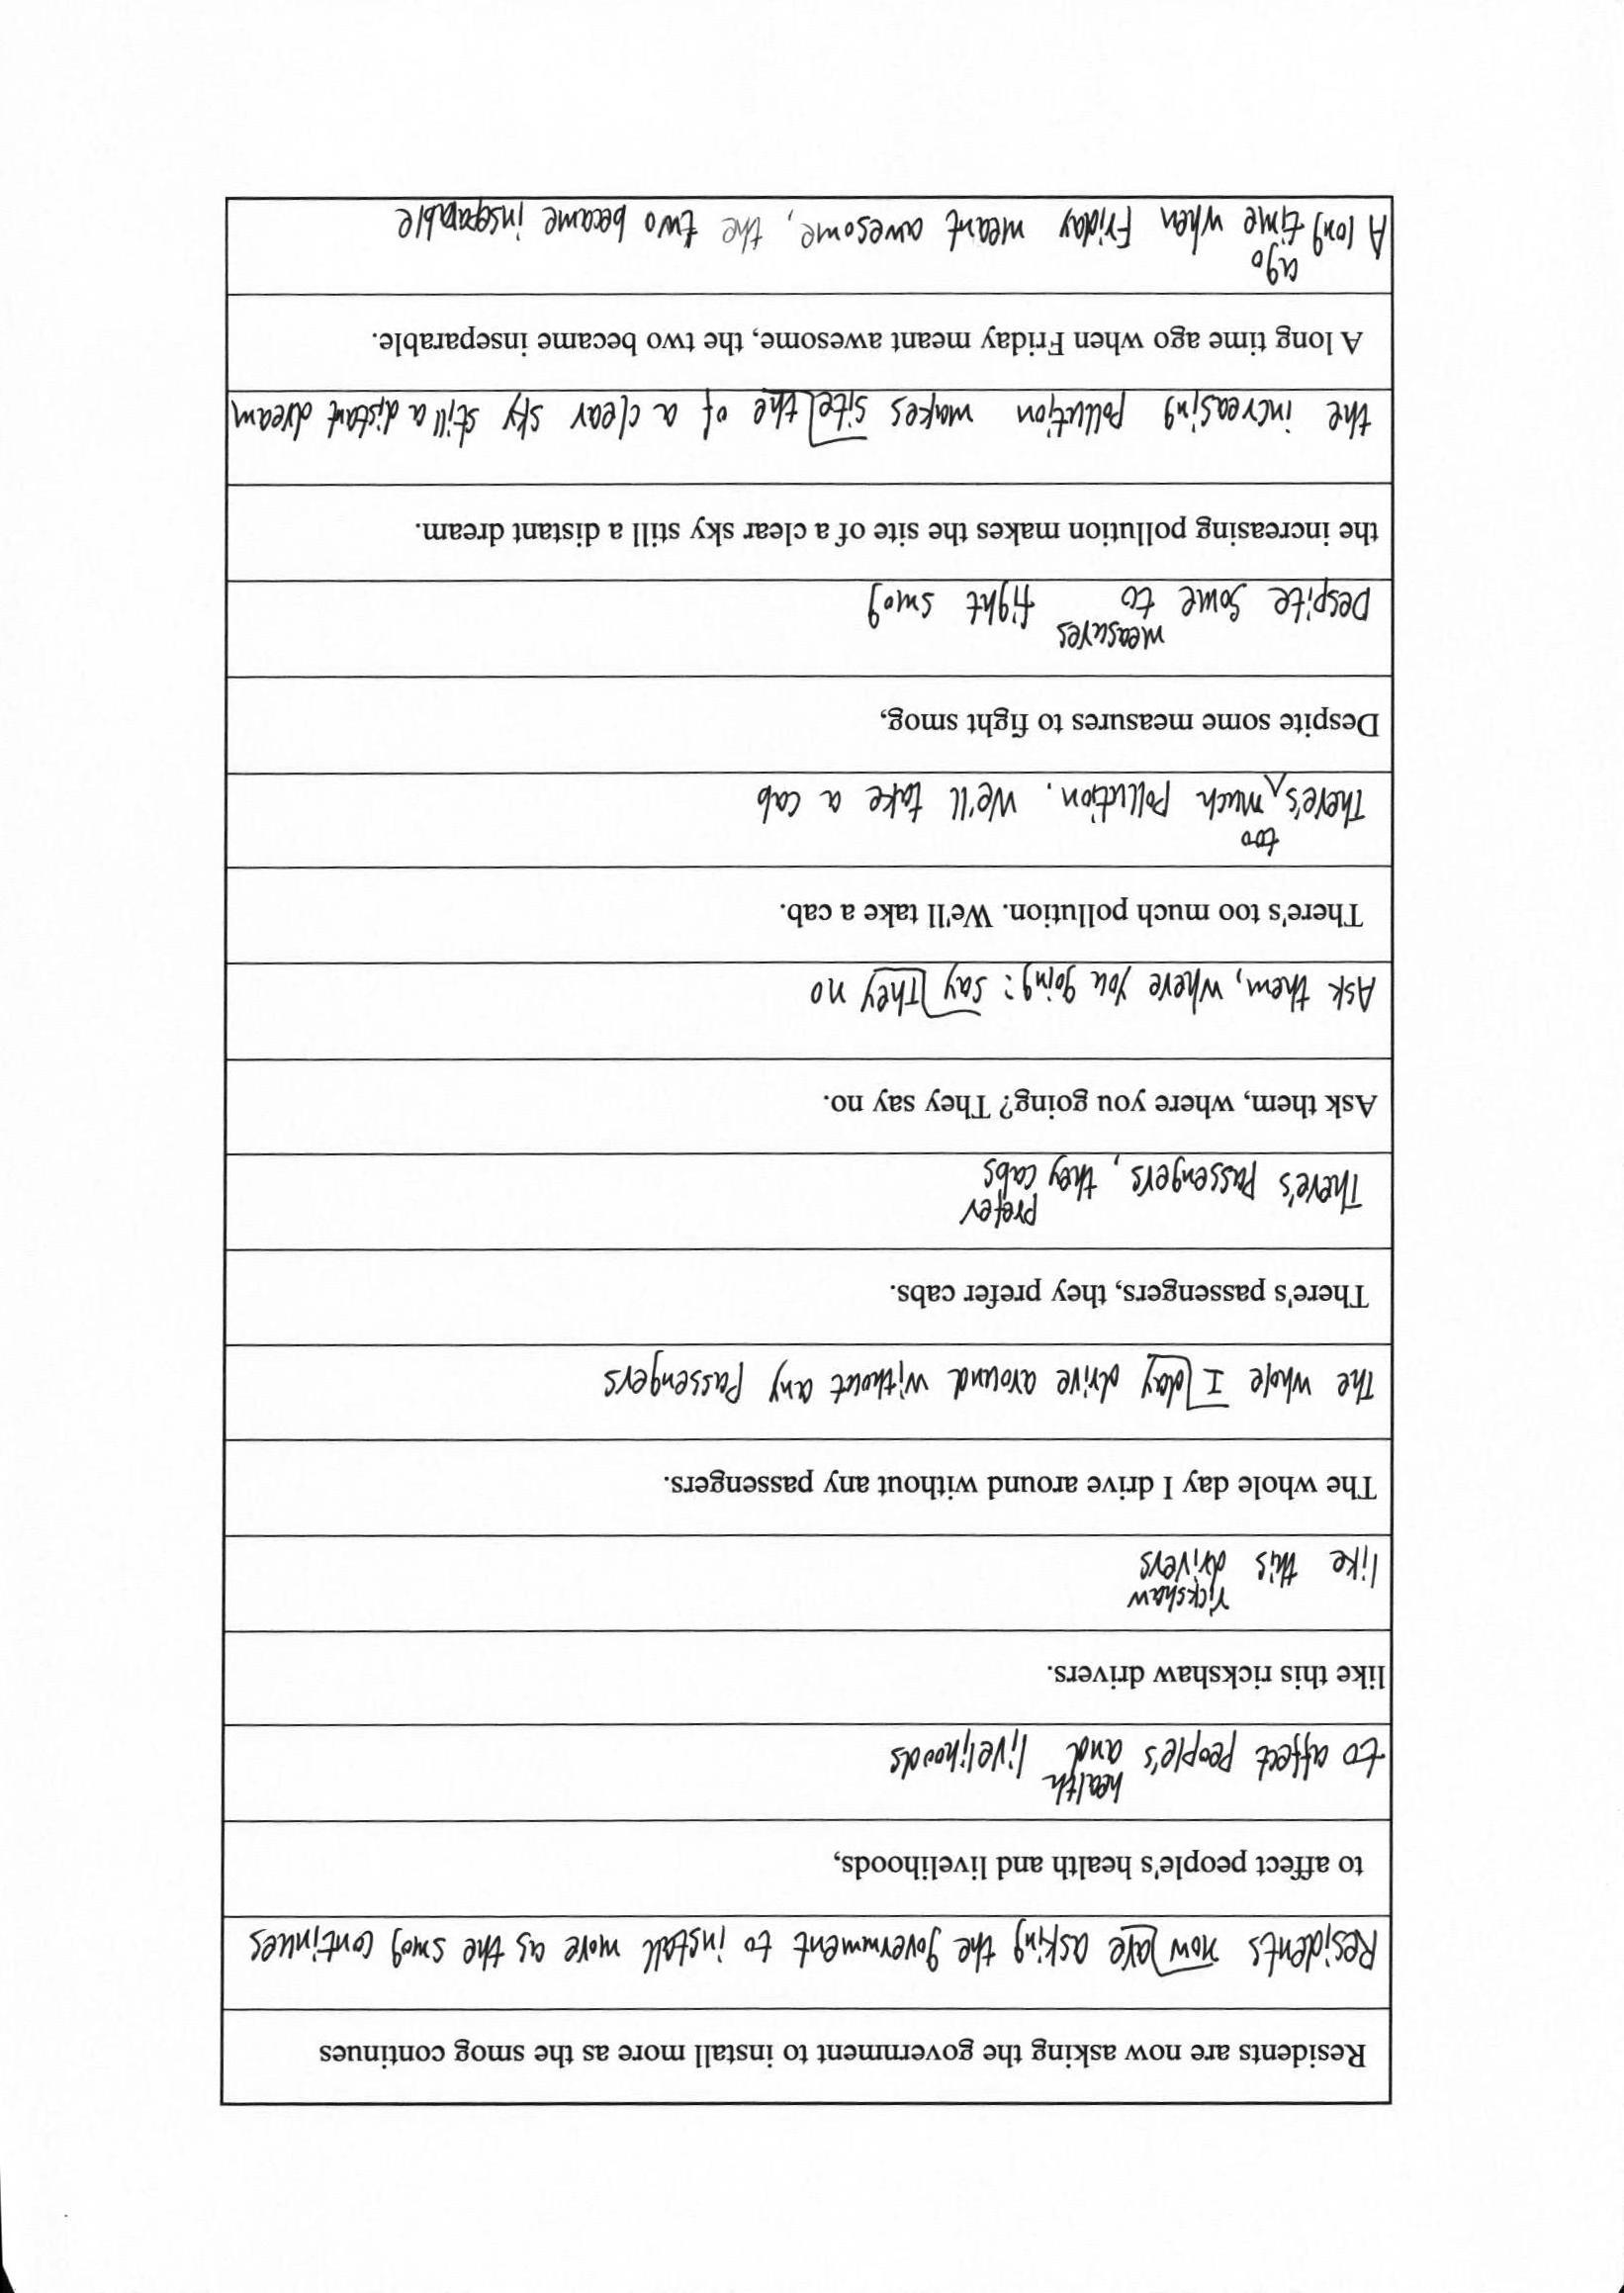 Residents are now asking the government to install more as the smog continues
Residents now are asking the government to install more as the smog continues
to affect people's health and livelihoods,
to affect people's health and livelihoods
like this rickshaw drivers.
like this rickshaw drivers
The whole day I drive around without any passengers.
The whole I day drive around without any passengers
There's passengers, they prefer cabs.
There's passengers, they prefer cabs
Ask them, where you going? They say no.
Ask them, where you going? say They no
There's too much pollution. We'll take a cab.
There's too much pollution. We'll take a cab
Despite some measures to fight smog,
Despite some measures to fight smog
the increasing pollution makes the site of a clear sky still a distant dream.
the increasing pollution makes site the of a clear sky still a distant dream
A long time ago when Friday meant awesome, the two became inseparable.
A long time ago when Friday meant awesome, the two became inseparable